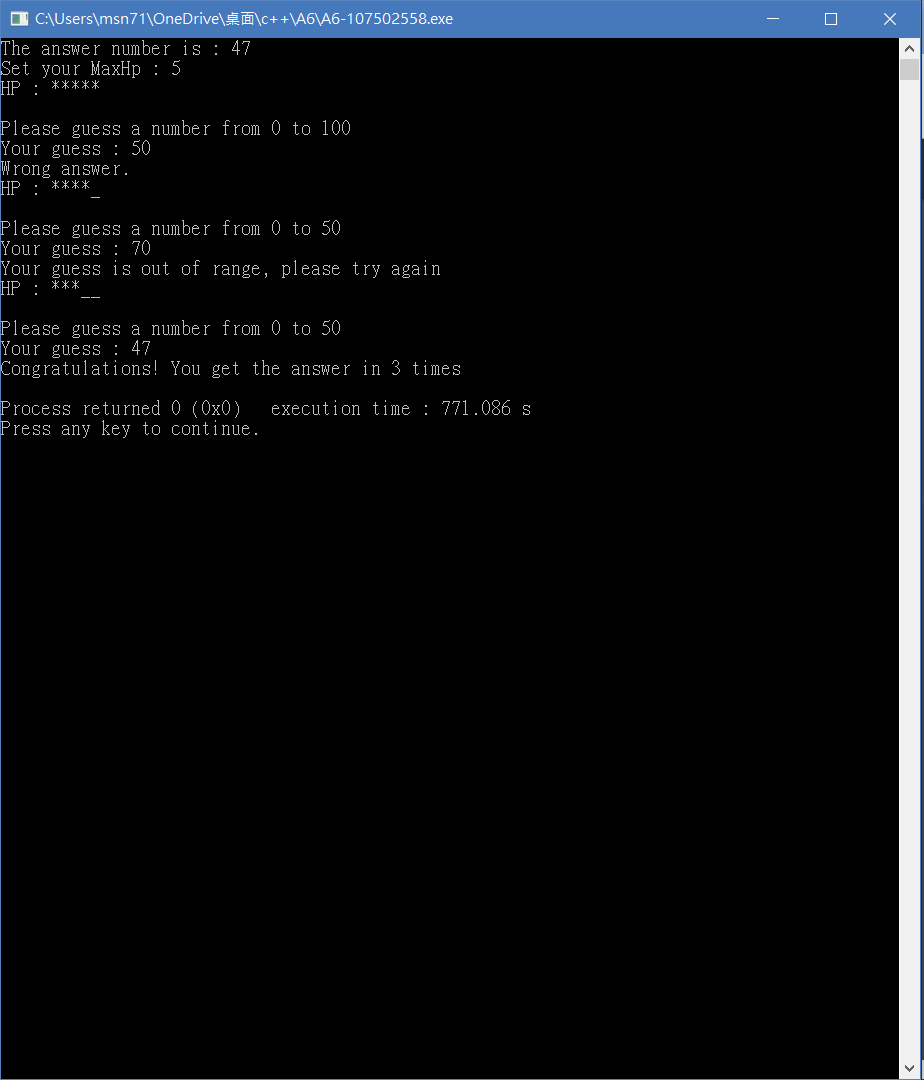 C:\Users\msn71\OneDrive\桌面\c++\A6\A6-107502558.exe
The answer number is : 47
Set your MaxHp : 5
HP : *****
Please guess a number from 0 to 100
Your guess : 50
Wrong answer.
HP : ****_
Please guess a number from 0 to 50
Your guess : 70
Your guess is out of range, please try again
HP : ***__
Please guess a number from 0 to 50
Your guess : 47
Congratulations! You get the answer in 3 times
Process returned 0 (0x0)   execution time : 771.086 s
Press any key to continue.